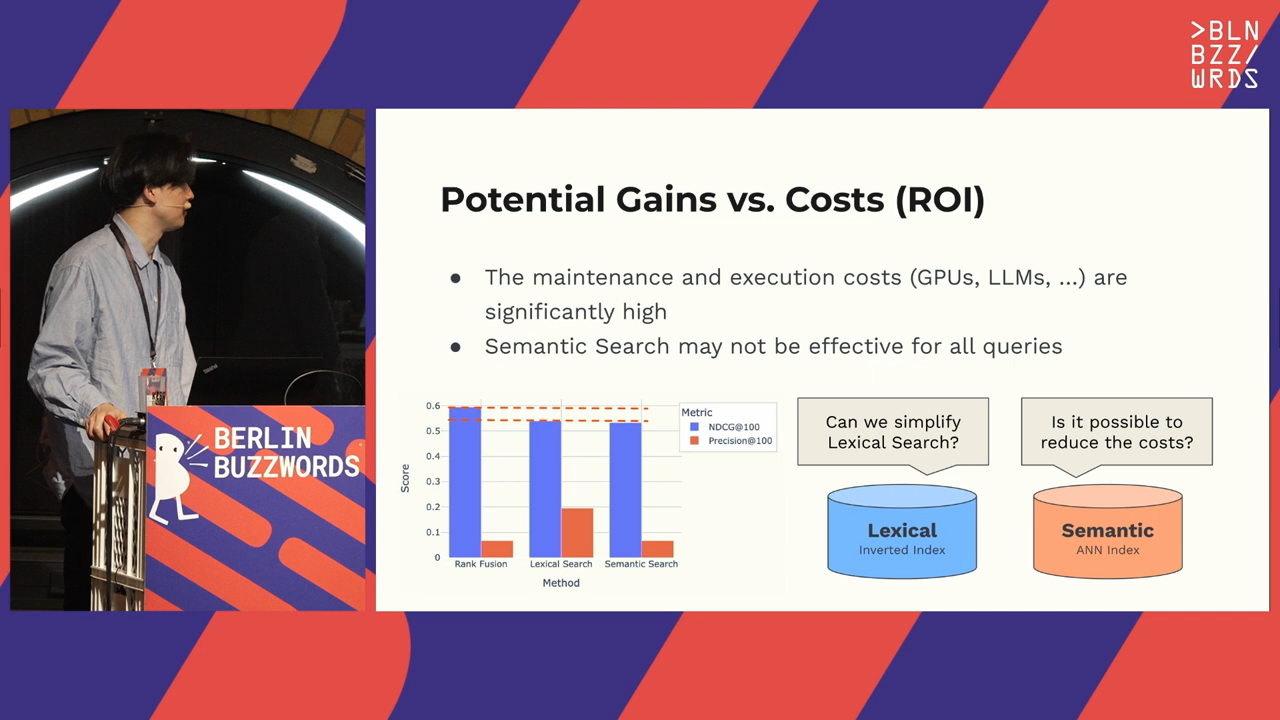 >BLN
BZZ/
WRDS
Potential Gains vs. Costs (ROI)
● The maintenance and execution costs (GPUs, LLMs, ...) are
significantly high
● Semantic Search may not be effective for all queries
0.6
0.5
0.4
0.3
0.2
0.1
0
Score
Rank Fusion
Lexical Search
Semantic Search
Method
Metric
NDCG@100
Precision@100
Can we simplify
Lexical Search?
Is it possible to
reduce the costs?
Lexical
Inverted Index
Semantic
ANN Index
BERLIN
BUZZWORDS